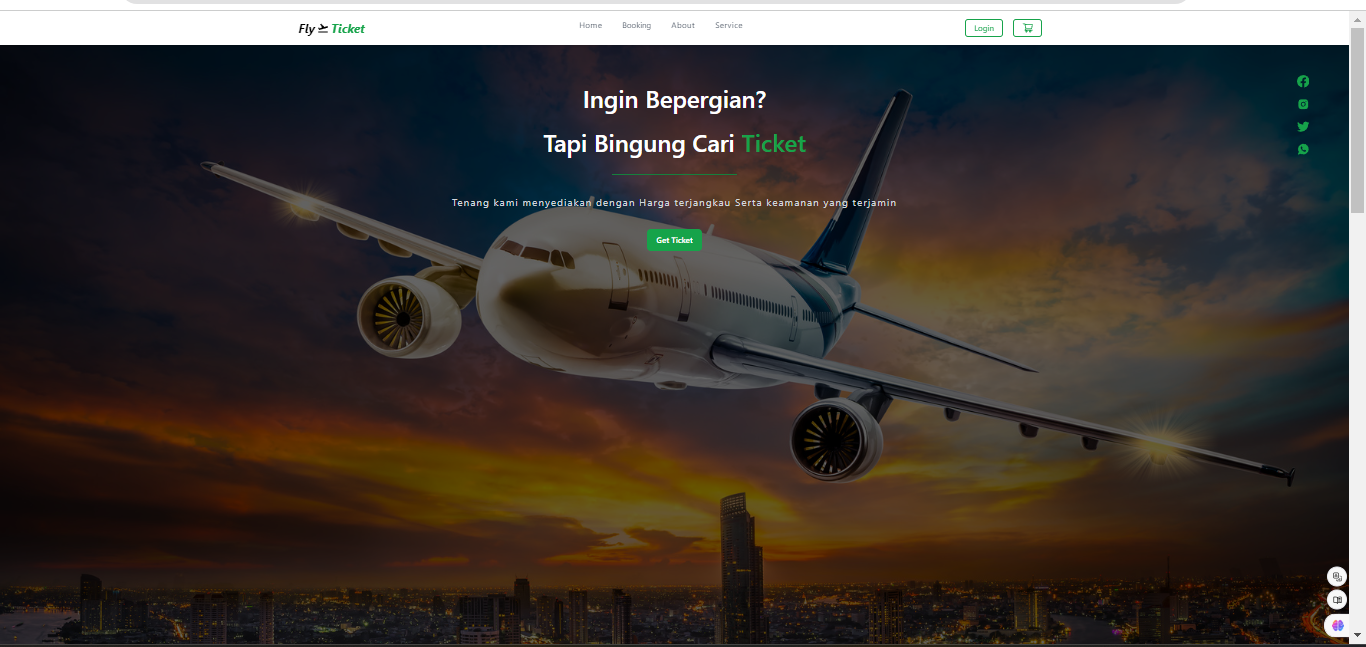 Fly Ticket
Home Booking About Service
Login
Ingin Bepergian?
Tapi Bingung Cari Ticket
Tenang kami menyediakan dengan Harga terjangkau Serta keamanan yang terjamin
Get Ticket